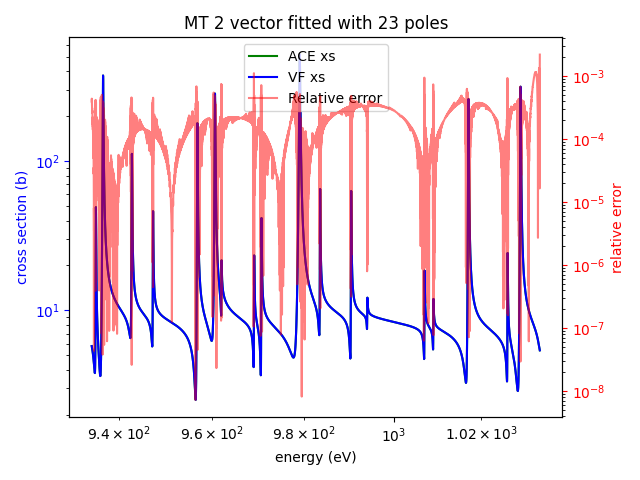 MT 2 vector fitted with 23 poles
ACE xs
VF xs
Relative error
cross section (b)
10²
10¹
10⁻³
10⁻⁴
10⁻⁵
10⁻⁶
10⁻⁷
10⁻⁸
relative error
9.4 × 10² 9.6 × 10² 9.8 × 10² 10³ 1.02 × 10³
energy (eV)